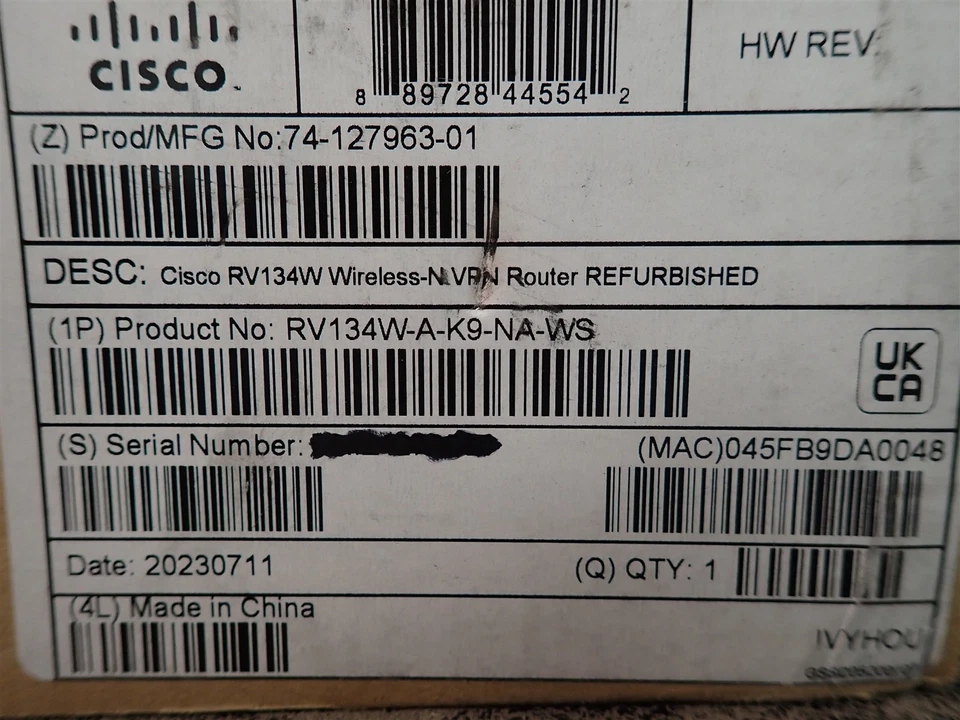 CISCO
8 89728 44554 2
HW REV:
(Z) Prod/MFG No:74-127963-01
DESC: Cisco RV134W Wireless-N VPN Router REFURBISHED
(1P) Product No: RV134W-A-K9-NA-WS
UK
CA
(S) Serial Number:
(MAC)045FB9DA0048
Date: 20230711
(Q) QTY: 1
(4L) Made in China
IVYHOU